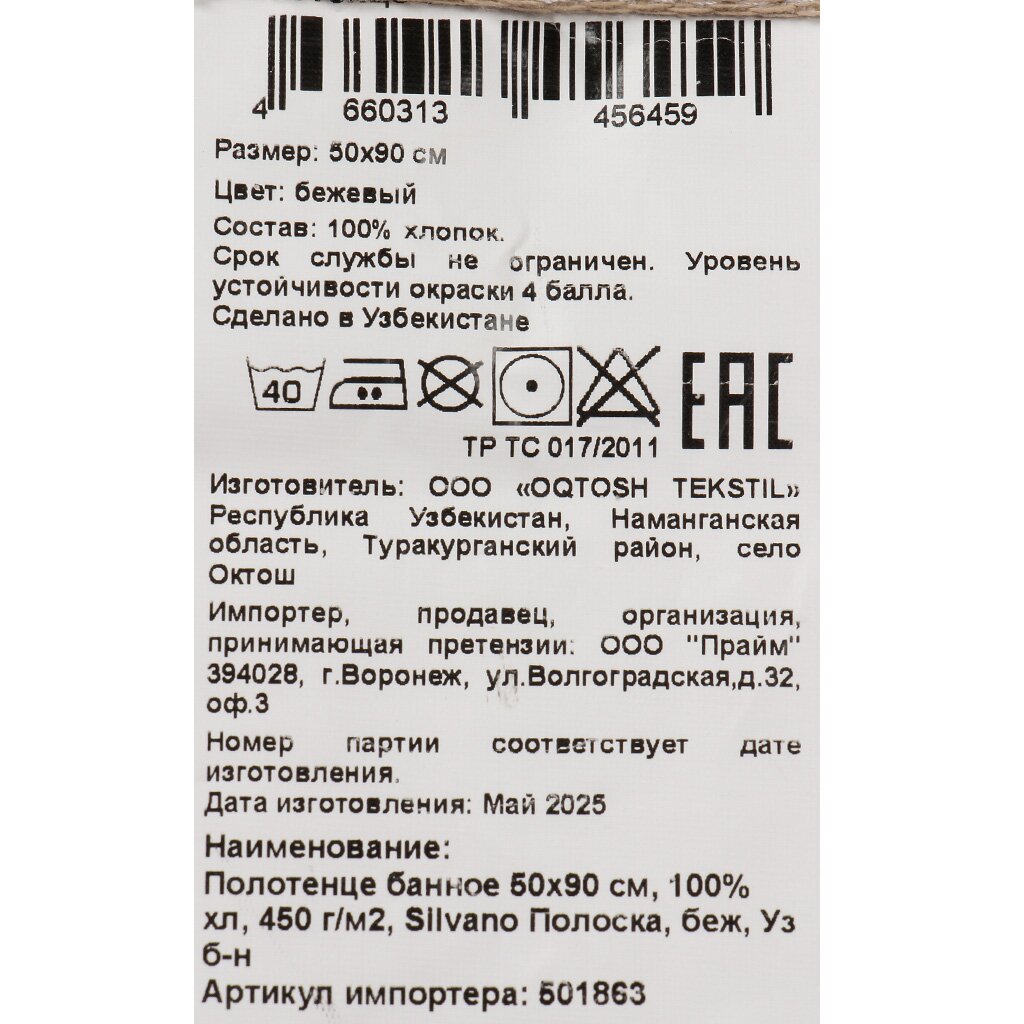 4 660313 456459
Размер: 50х90 см
Цвет: бежевый
Состав: 100% хлопок.
Срок службы не ограничен. Уровень
устойчивости окраски 4 балла.
Сделано в Узбекистане
40
EAC
ТР ТС 017/2011
Изготовитель: ООО «OQTOSH TEKSTIL»
Республика Узбекистан, Наманганская
область, Туракурганский район, село
Октош
Импортер, продавец, организация,
принимающая претензии: ООО "Прайм"
394028, г.Воронеж, ул.Волгоградская,д.32,
оф.3
Номер партии соответствует дате
изготовления.
Дата изготовления: Май 2025
Наименование:
Полотенце банное 50х90 см, 100%
хл, 450 г/м2, Silvano Полоска, беж, Уз
б-н
Артикул импортера: 501863